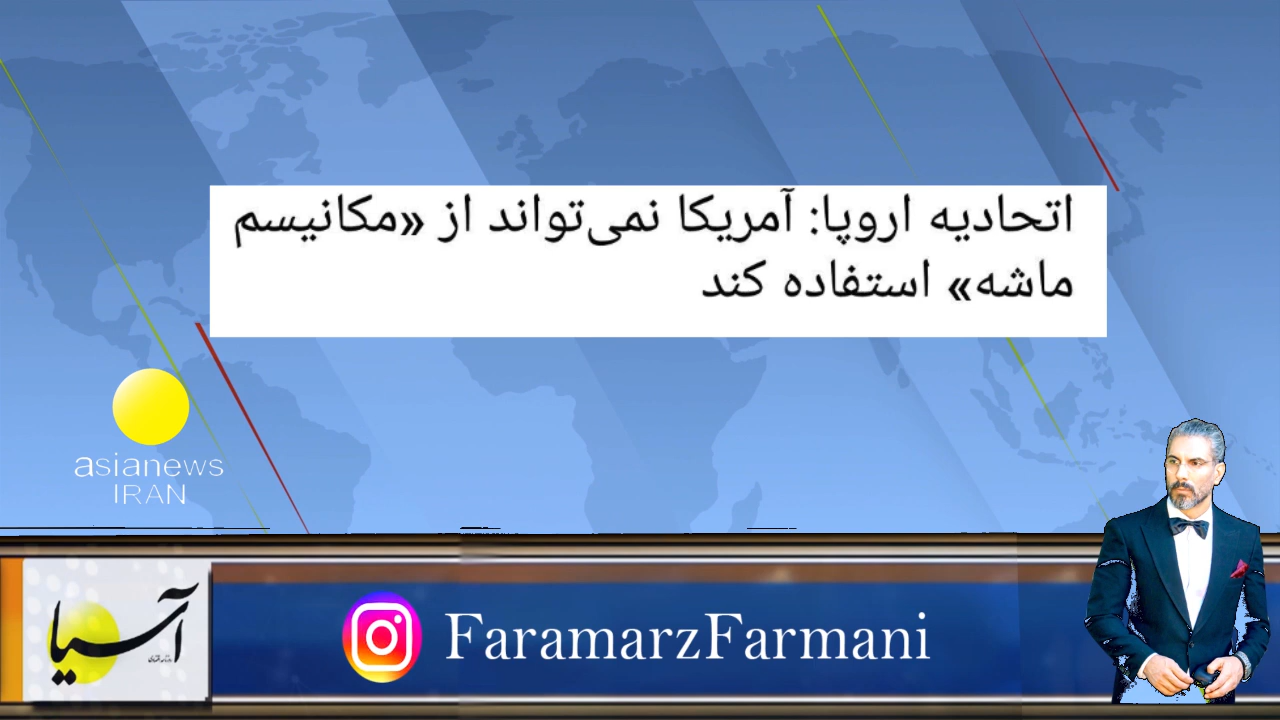 اتحادیه اروپا: آمریکا نمی‌تواند از «مکانیسم
ماشه» استفاده کند
asianews
IRAN
آسیا
FaramarzFarmani